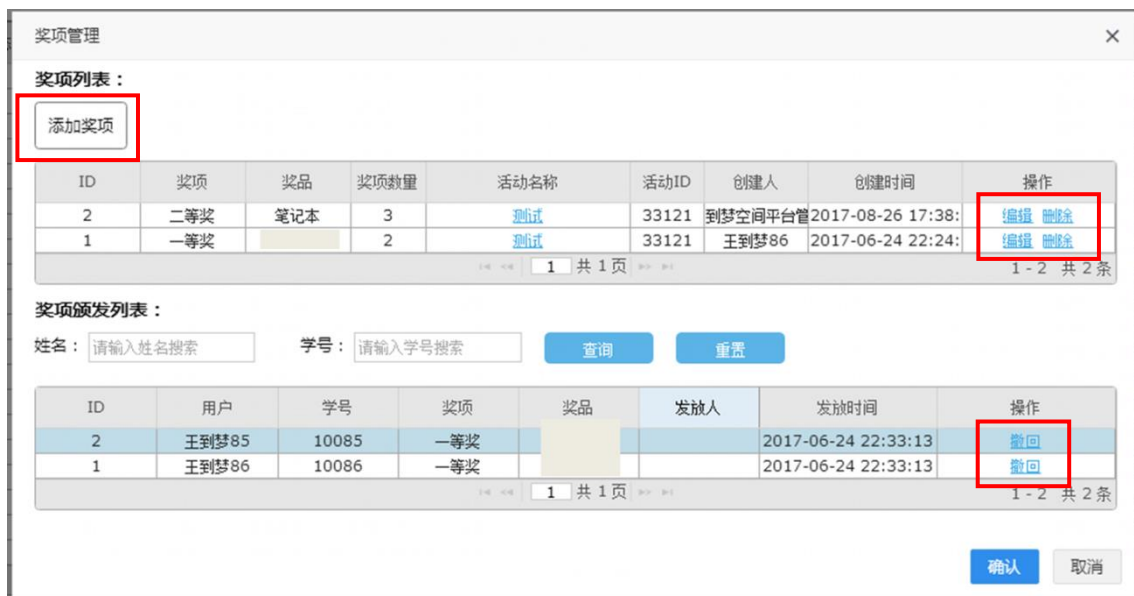 奖项管理 ×
奖项列表：
添加奖项
ID 奖项 奖品 奖项数量 活动名称 活动ID 创建人 创建时间 操作
2 二等奖 笔记本 3 测试 33121 到梦空间平台管 2017-08-26 17:38: 编辑 删除
1 一等奖 2 测试 33121 王到梦86 2017-06-24 22:24: 编辑 删除
1 共 1 页
1 - 2 共 2 条
奖项颁发列表：
姓名： 请输入姓名搜索 学号： 请输入学号搜索 查询 重置
ID 用户 学号 奖项 奖品 发放人 发放时间 操作
2 王到梦85 10085 一等奖 2017-06-24 22:33:13 撤回
1 王到梦86 10086 一等奖 2017-06-24 22:33:13 撤回
1 共 1 页
1 - 2 共 2 条
确认 取消